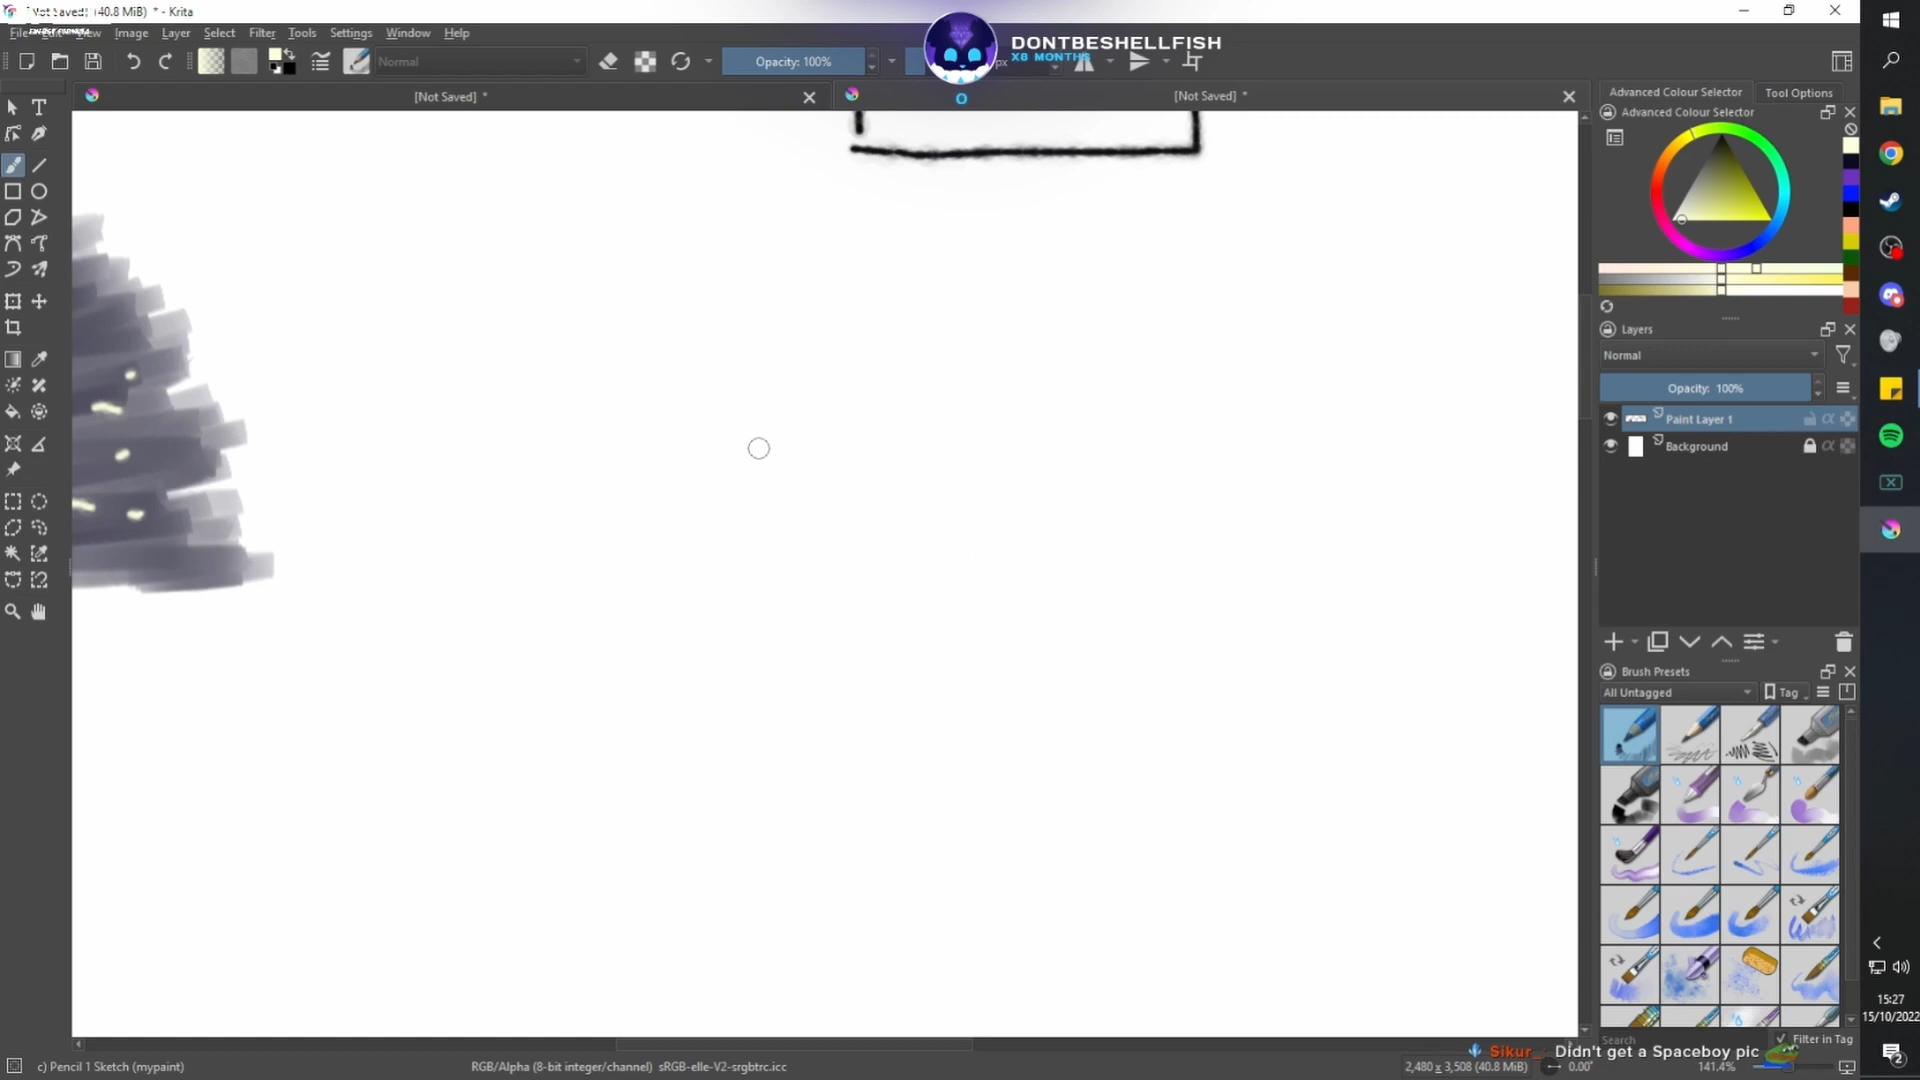 [Not Saved] (40.8 MiB) * - Krita
File
View
Image
Layer
Select
Filter
Tools
Settings
Window
Help
Normal
Opacity: 100%
px
DONTBESHELLFISH
X8 MONTHS
[Not Saved] *
[Not Saved] *
Advanced Colour Selector
Tool Options
Advanced Colour Selector
Layers
Normal
Opacity: 100%
Paint Layer 1
Background
Brush Presets
All Untagged
Tag
Search
Filter in Tag
Sikur_ Didn't get a Spaceboy pic
c) Pencil 1 Sketch (mypaint)
RGB/Alpha (8-bit integer/channel) sRGB-elle-V2-srgbtrc.icc
2,480 x 3,508 (40.8 MiB)
0.00°
141.4%
15:27
15/10/2022
2